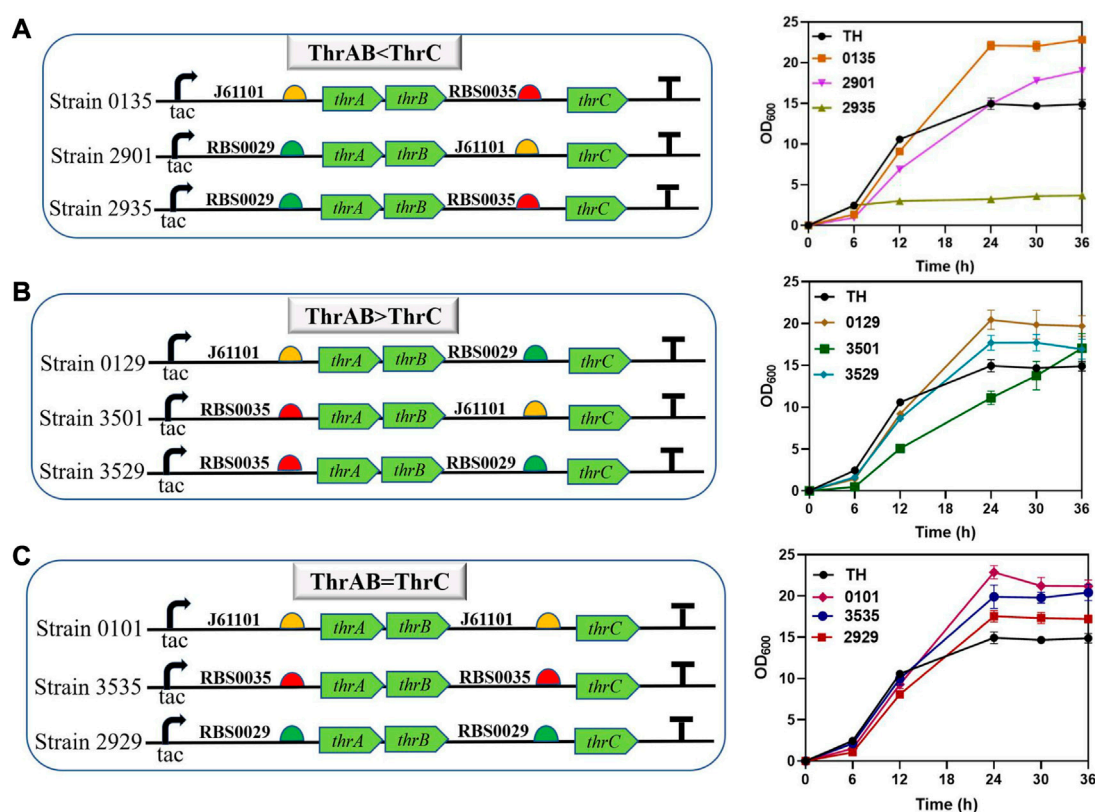 A
ThrAB<ThrC
Strain 0135 tac J61101 thrA thrB RBS0035 thrC
Strain 2901 tac RBS0029 thrA thrB J61101 thrC
Strain 2935 tac RBS0029 thrA thrB RBS0035 thrC
25
20
15
10
5
0
OD600
TH
0135
2901
2935
0 6 12 24 30 36
Time (h)
B
ThrAB>ThrC
Strain 0129 tac J61101 thrA thrB RBS0029 thrC
Strain 3501 tac RBS0035 thrA thrB J61101 thrC
Strain 3529 tac RBS0035 thrA thrB RBS0029 thrC
25
20
15
10
5
0
OD600
TH
0129
3501
3529
0 6 12 24 30 36
Time (h)
C
ThrAB=ThrC
Strain 0101 tac J61101 thrA thrB J61101 thrC
Strain 3535 tac RBS0035 thrA thrB RBS0035 thrC
Strain 2929 tac RBS0029 thrA thrB RBS0029 thrC
25
20
15
10
5
0
OD600
TH
0101
3535
2929
0 6 12 24 30 36
Time (h)